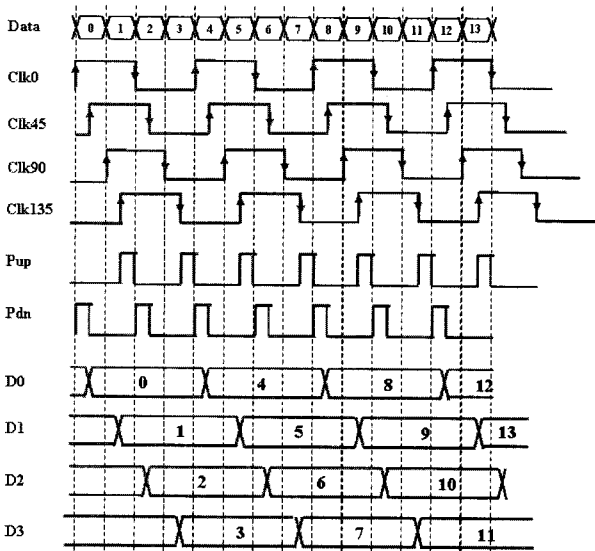 Data 0 1 2 3 4 5 6 7 8 9 10 11 12 13
Clk0
Clk45
Clk90
Clk135
Pup
Pdn
D0 0 4 8 12
D1 1 5 9 13
D2 2 6 10
D3 3 7 11